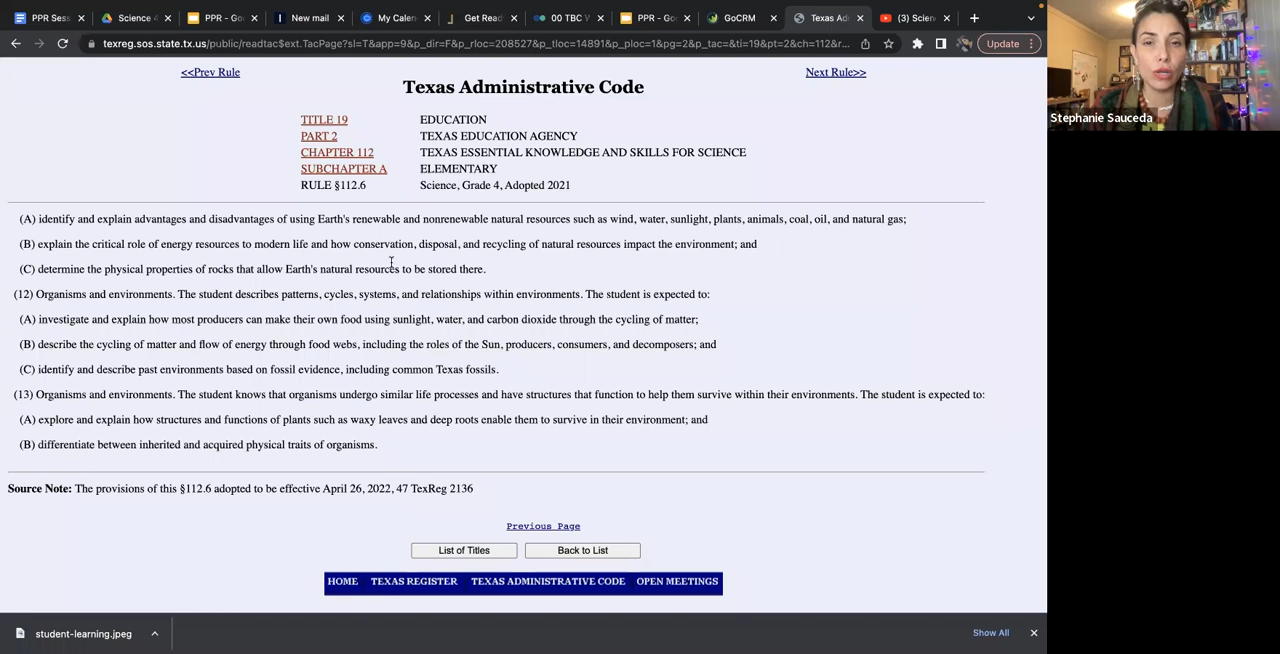 PPR Sess
Science 4
PPR - Goo
New mail
My Calen
Get Read
00 TBC W
PPR - Goo
GoCRM
Texas Adm
(3) Scien
texreg.sos.state.tx.us/public/readtac$ext.TacPage?sl=T&app=9&p_dir=F&p_rloc=208527&p_tloc=14891&p_ploc=1&pg=2&p_tac=&ti=19&pt=2&ch=112&r...
Update
Stephanie Sauceda
<<Prev Rule
Next Rule>>
Texas Administrative Code
TITLE 19 EDUCATION
PART 2 TEXAS EDUCATION AGENCY
CHAPTER 112 TEXAS ESSENTIAL KNOWLEDGE AND SKILLS FOR SCIENCE
SUBCHAPTER A ELEMENTARY
RULE §112.6 Science, Grade 4, Adopted 2021
(A) identify and explain advantages and disadvantages of using Earth's renewable and nonrenewable natural resources such as wind, water, sunlight, plants, animals, coal, oil, and natural gas;
(B) explain the critical role of energy resources to modern life and how conservation, disposal, and recycling of natural resources impact the environment; and
(C) determine the physical properties of rocks that allow Earth's natural resources to be stored there.
(12) Organisms and environments. The student describes patterns, cycles, systems, and relationships within environments. The student is expected to:
(A) investigate and explain how most producers can make their own food using sunlight, water, and carbon dioxide through the cycling of matter;
(B) describe the cycling of matter and flow of energy through food webs, including the roles of the Sun, producers, consumers, and decomposers; and
(C) identify and describe past environments based on fossil evidence, including common Texas fossils.
(13) Organisms and environments. The student knows that organisms undergo similar life processes and have structures that function to help them survive within their environments. The student is expected to:
(A) explore and explain how structures and functions of plants such as waxy leaves and deep roots enable them to survive in their environment; and
(B) differentiate between inherited and acquired physical traits of organisms.
Source Note: The provisions of this §112.6 adopted to be effective April 26, 2022, 47 TexReg 2136
Previous Page
List of Titles
Back to List
HOME TEXAS REGISTER TEXAS ADMINISTRATIVE CODE OPEN MEETINGS
student-learning.jpeg
Show All